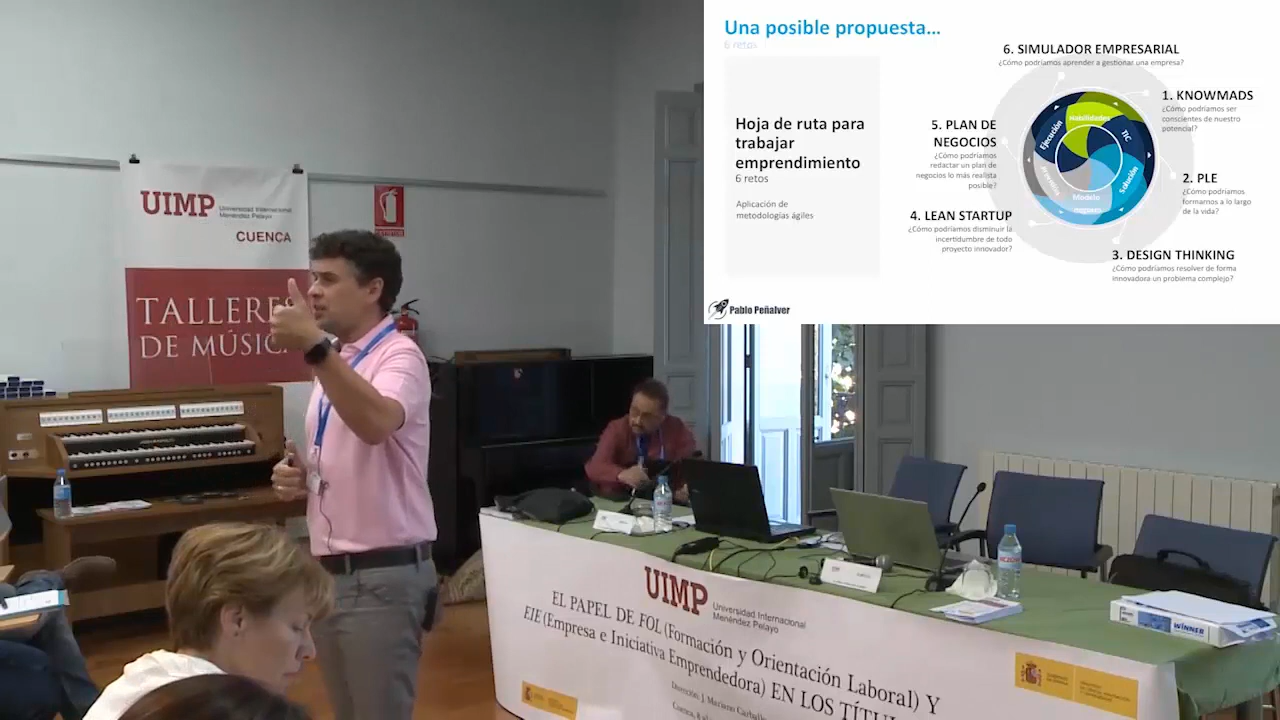 Una posible propuesta...
6 retos
Hoja de ruta para
trabajar
emprendimiento
6 retos
Aplicación de
metodologías ágiles
6. SIMULADOR EMPRESARIAL
¿Cómo podríamos aprender a gestionar una empresa?
1. KNOWMADS
¿Cómo podríamos ser
conscientes de nuestro
potencial?
2. PLE
¿Cómo podríamos
formarnos a lo largo
de la vida?
3. DESIGN THINKING
¿Cómo podríamos resolver de forma
innovadora un problema complejo?
4. LEAN STARTUP
¿Cómo podríamos disminuir la
incertidumbre de todo
proyecto innovador?
5. PLAN DE
NEGOCIOS
¿Cómo podríamos
redactar un plan de
negocios lo más realista
posible?
Habilidades
TIC
Solución
Modelo
Ejecución
Pablo Peñalver
UIMP
Universidad Internacional
Menéndez Pelayo
CUENCA
TALLERES
DE MÚSICA
UIMP
Universidad Internacional
Menéndez Pelayo
EL PAPEL DE FOL (Formación y Orientación Laboral) Y
EIE (Empresa e Iniciativa Emprendedora) EN LOS TÍTU
WINNER